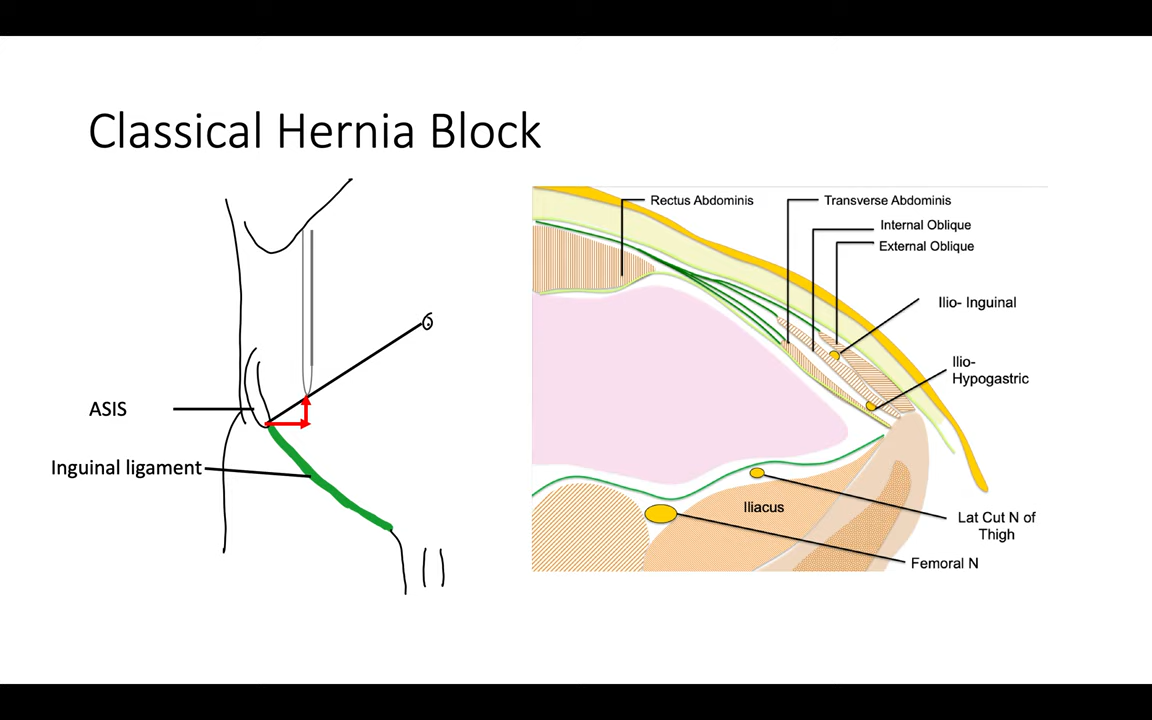 Classical Hernia Block
ASIS
Inguinal ligament
Rectus Abdominis
Transverse Abdominis
Internal Oblique
External Oblique
Ilio- Inguinal
Ilio-
Hypogastric
Iliacus
Lat Cut N of
Thigh
Femoral N